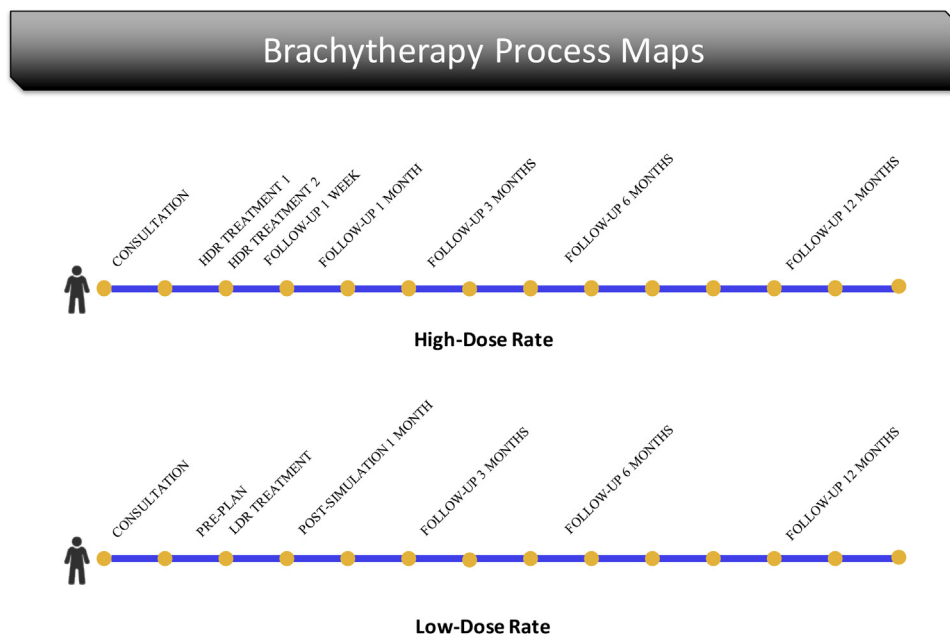 Brachytherapy Process Maps
CONSULTATION
HDR TREATMENT 1
HDR TREATMENT 2
FOLLOW-UP 1 WEEK
FOLLOW-UP 1 MONTH
FOLLOW-UP 3 MONTHS
FOLLOW-UP 6 MONTHS
FOLLOW-UP 12 MONTHS
High-Dose Rate
CONSULTATION
PRE-PLAN
LDR TREATMENT
POST-SIMULATION 1 MONTH
FOLLOW-UP 3 MONTHS
FOLLOW-UP 6 MONTHS
FOLLOW-UP 12 MONTHS
Low-Dose Rate